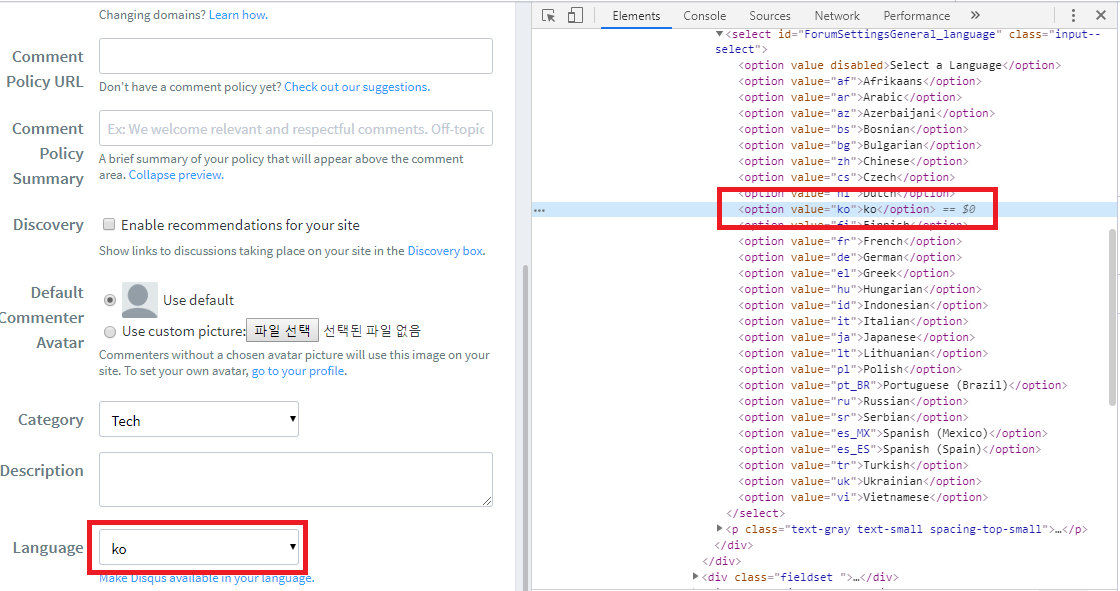 Changing domains? Learn how.
Comment
Policy URL
Don't have a comment policy yet? Check out our suggestions.
Comment
Policy
Summary
Ex: We welcome relevant and respectful comments. Off-topic
A brief summary of your policy that will appear above the comment
area. Collapse preview.
Discovery
Enable recommendations for your site
Show links to discussions taking place on your site in the Discovery box.
Default
Commenter
Avatar
Use default
Use custom picture: 파일 선택 선택된 파일 없음
Commenters without a chosen avatar picture will use this image on your
site. To set your own avatar, go to your profile.
Category
Tech
Description
Language
ko
Make Disqus available in your language.
Elements Console Sources Network Performance »
▼<select id="ForumSettingsGeneral_language" class="input--
select">
<option value disabled>Select a Language</option>
<option value="af">Afrikaans</option>
<option value="ar">Arabic</option>
<option value="az">Azerbaijani</option>
<option value="bs">Bosnian</option>
<option value="bg">Bulgarian</option>
<option value="zh">Chinese</option>
<option value="cs">Czech</option>
<option value="nl">Dutch</option>
<option value="ko">ko</option> == $0
<option value="fi">Finnish</option>
<option value="fr">French</option>
<option value="de">German</option>
<option value="el">Greek</option>
<option value="hu">Hungarian</option>
<option value="id">Indonesian</option>
<option value="it">Italian</option>
<option value="ja">Japanese</option>
<option value="lt">Lithuanian</option>
<option value="pl">Polish</option>
<option value="pt_BR">Portuguese (Brazil)</option>
<option value="ru">Russian</option>
<option value="sr">Serbian</option>
<option value="es_MX">Spanish (Mexico)</option>
<option value="es_ES">Spanish (Spain)</option>
<option value="tr">Turkish</option>
<option value="uk">Ukrainian</option>
<option value="vi">Vietnamese</option>
</select>
▶<p class="text-gray text-small spacing-top-small">…</p>
</div>
</div>
▶<div class="fieldset ">…</div>